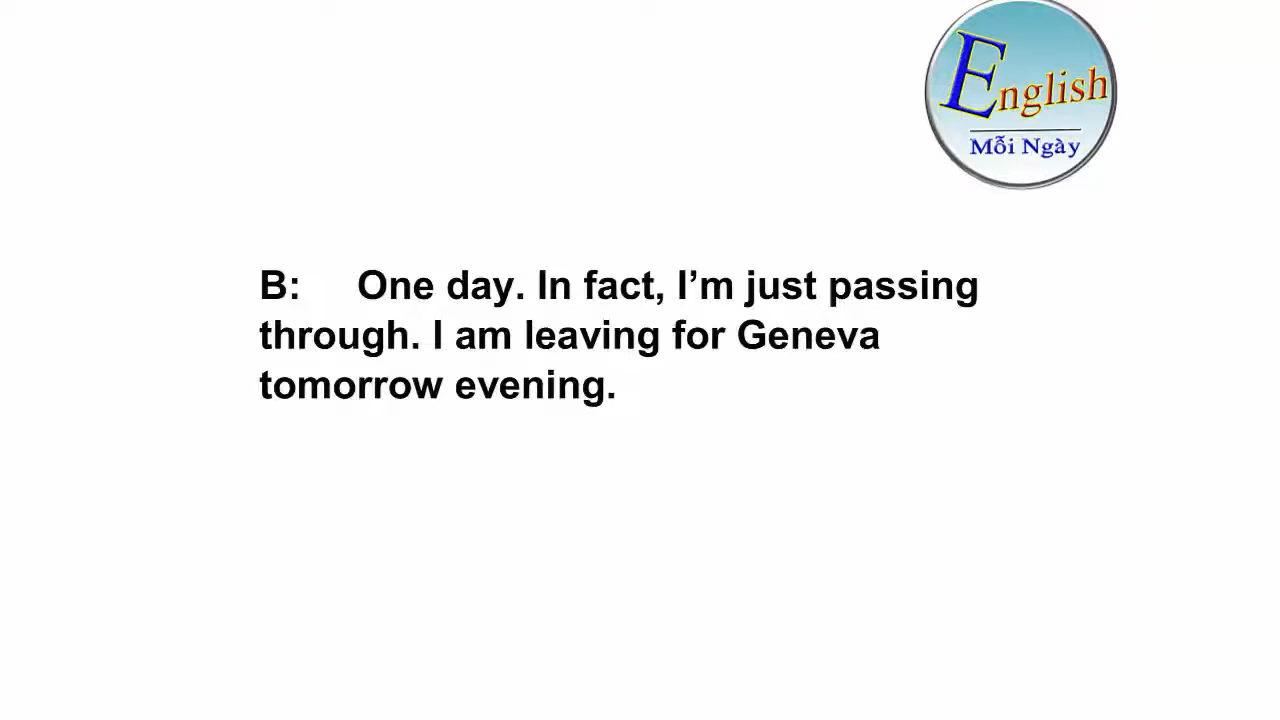 English
Mỗi Ngày
B: One day. In fact, I’m just passing
through. I am leaving for Geneva
tomorrow evening.